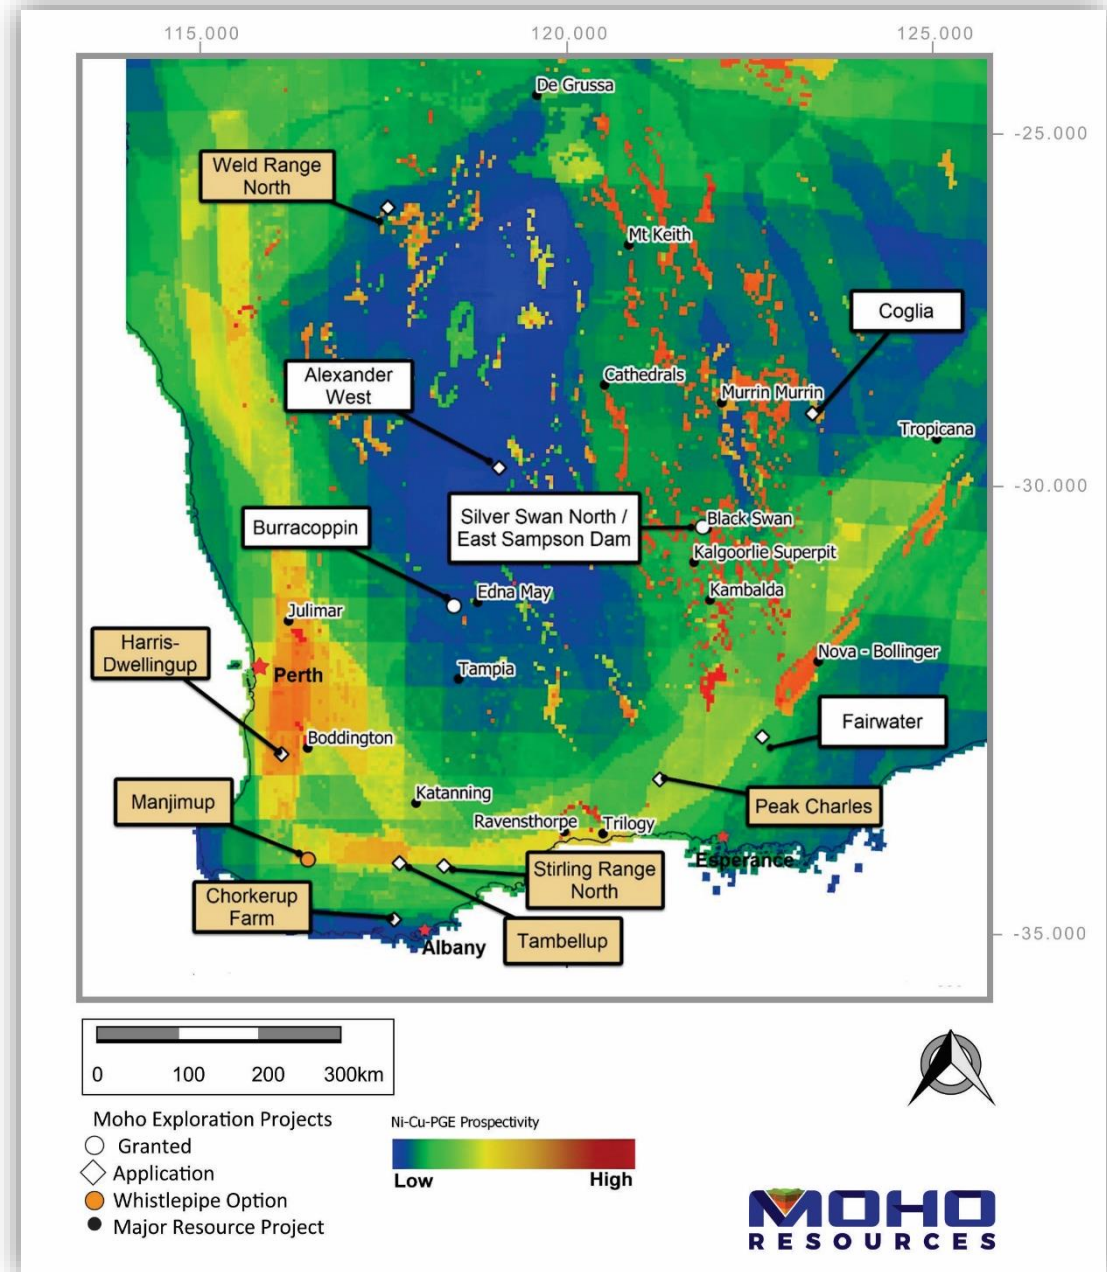 115.000
120.000
125.000
De Grussa
-25.000
Weld Range
North
Mt Keith
Coglia
Alexander
West
Cathedrals
Murrin Murrin
Tropicana
-30.000
Burracoppin
Silver Swan North /
East Sampson Dam
Black Swan
Kalgoorlie Superpit
Edna May
Kambalda
Julimar
Harris-
Dwellingup
Perth
Tampia
Nova - Bollinger
Fairwater
Boddington
Manjimup
Katanning
Peak Charles
Ravensthorpe
Trilogy
Esperance
Stirling Range
North
Chorkerup
Farm
Tambellup
Albany
-35.000
0 100 200 300km
Moho Exploration Projects
Granted
Application
Whistlepipe Option
Major Resource Project
Ni-Cu-PGE Prospectivity
Low
High
MOHO
RESOURCES